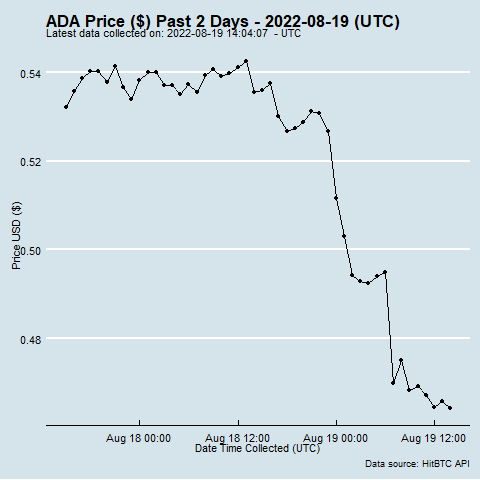 ADA Price ($) Past 2 Days - 2022-08-19 (UTC)
Latest data collected on: 2022-08-19 14:04:07  - UTC
0.54
0.52
0.50
0.48
Price USD ($)
Aug 18 00:00
Aug 18 12:00
Aug 19 00:00
Aug 19 12:00
Date Time Collected (UTC)
Data source: HitBTC API